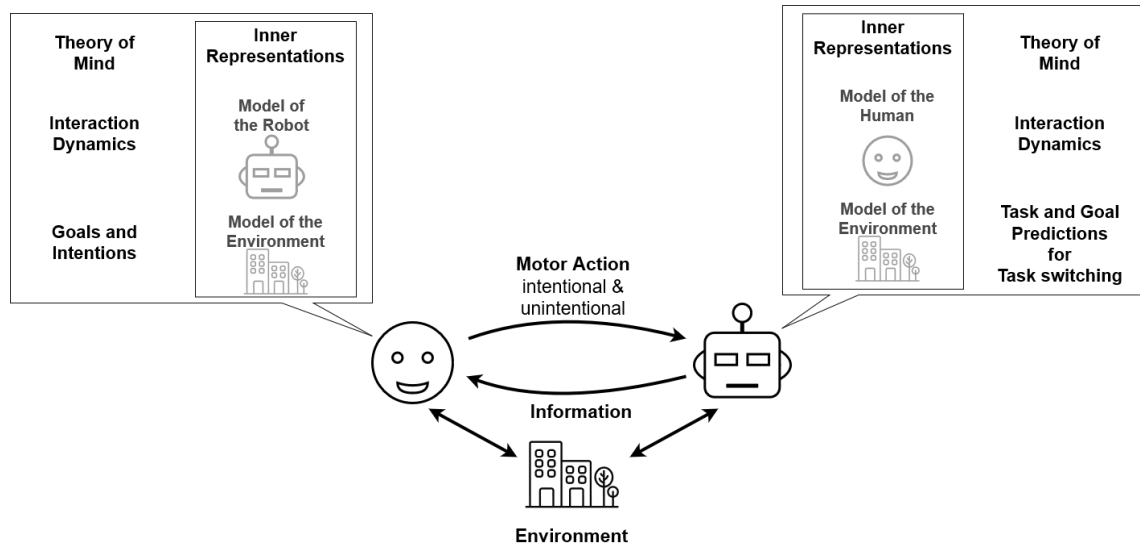 Theory of
Mind
Interaction
Dynamics
Goals and
Intentions
Inner
Representations
Model of
the Robot
Model of the
Environment
Inner
Representations
Model of the
Human
Model of the
Environment
Theory of
Mind
Interaction
Dynamics
Task and Goal
Predictions
for
Task switching
Motor Action
intentional &
unintentional
Information
Environment